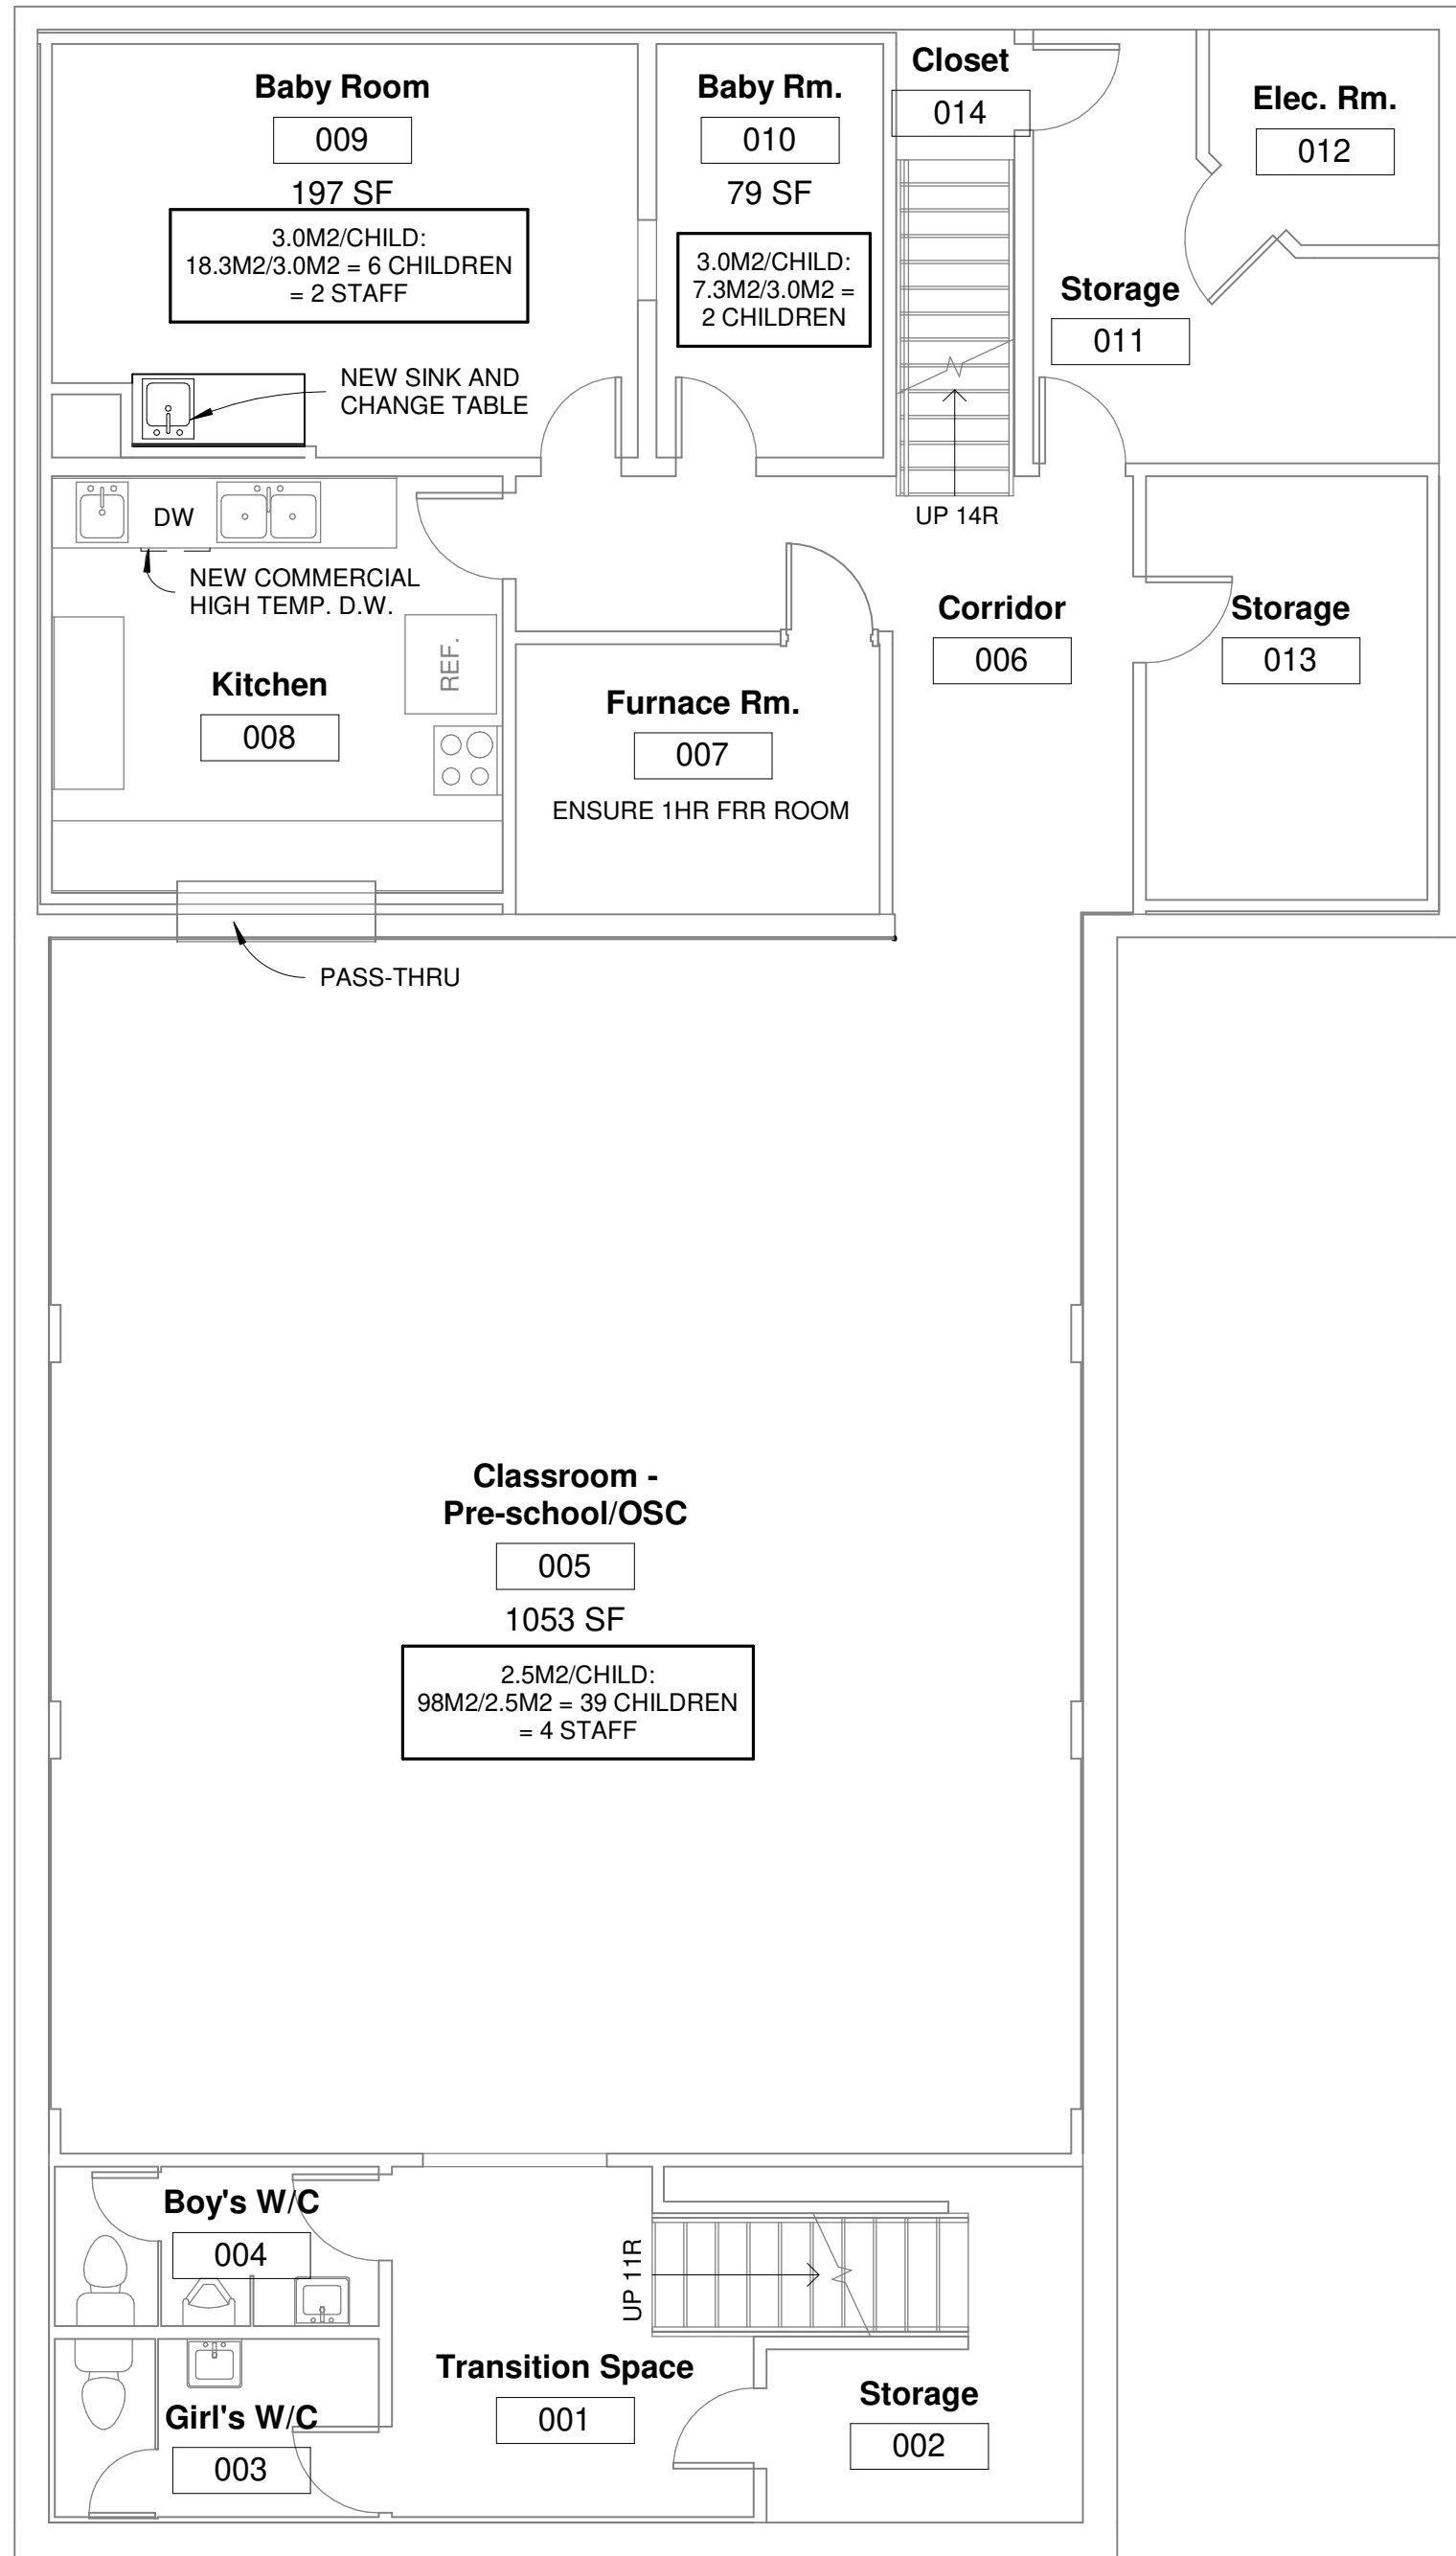 Baby Room
009
197 SF
3.0M2/CHILD:
18.3M2/3.0M2 = 6 CHILDREN
= 2 STAFF
Baby Rm.
010
79 SF
3.0M2/CHILD:
7.3M2/3.0M2 =
2 CHILDREN
Closet
014
Elec. Rm.
012
Storage
011
NEW SINK AND
CHANGE TABLE
UP 14R
DW
NEW COMMERCIAL
HIGH TEMP. D.W.
REF.
Kitchen
008
Furnace Rm.
007
ENSURE 1HR FRR ROOM
Corridor
006
Storage
013
PASS-THRU
Classroom -
Pre-school/OSC
005
1053 SF
2.5M2/CHILD:
98M2/2.5M2 = 39 CHILDREN
= 4 STAFF
Boy's W/C
004
UP 11R
Transition Space
001
Storage
002
Girl's W/C
003